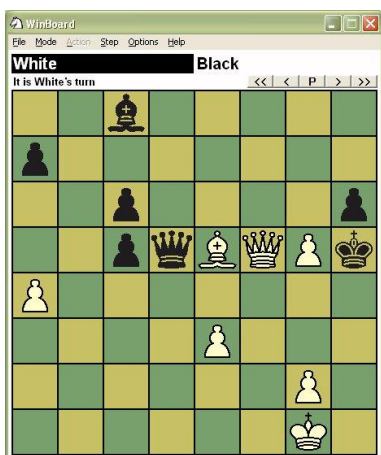 WinBoard
File Mode Action Step Options Help
White Black
It is White's turn << < P > >>